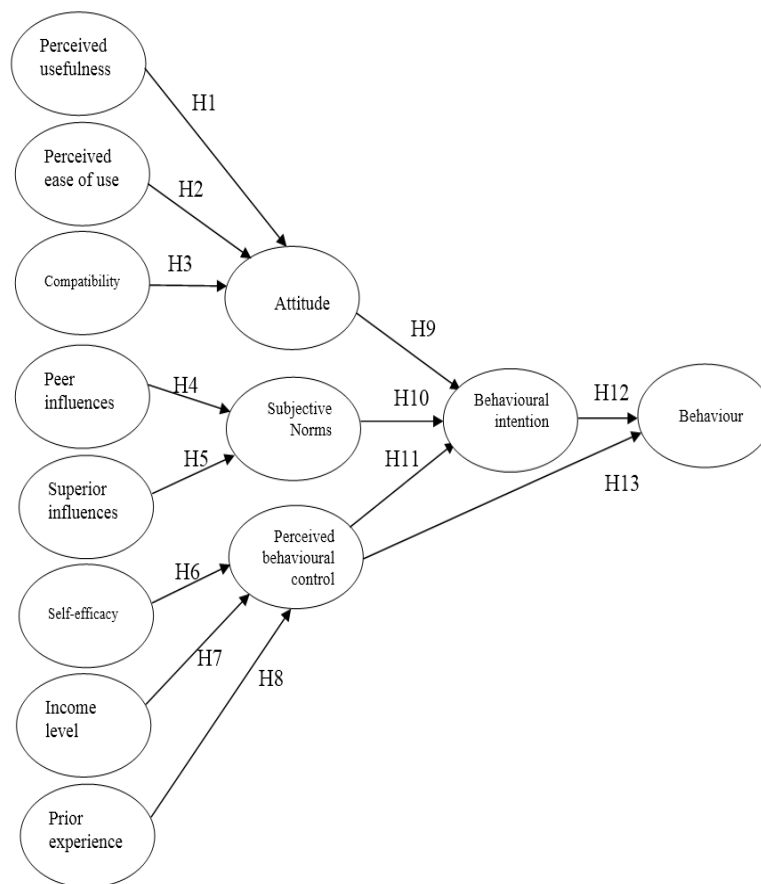 Perceived
usefulness
H1
Perceived
ease of use
H2
Compatibility
H3
Attitude
H9
Peer
influences
H4
Subjective
Norms
H10
Behavioural
intention
H12
Behaviour
Superior
influences
H5
H11
H13
Perceived
behavioural
control
Self-efficacy
H6
Income
level
H7
H8
Prior
experience